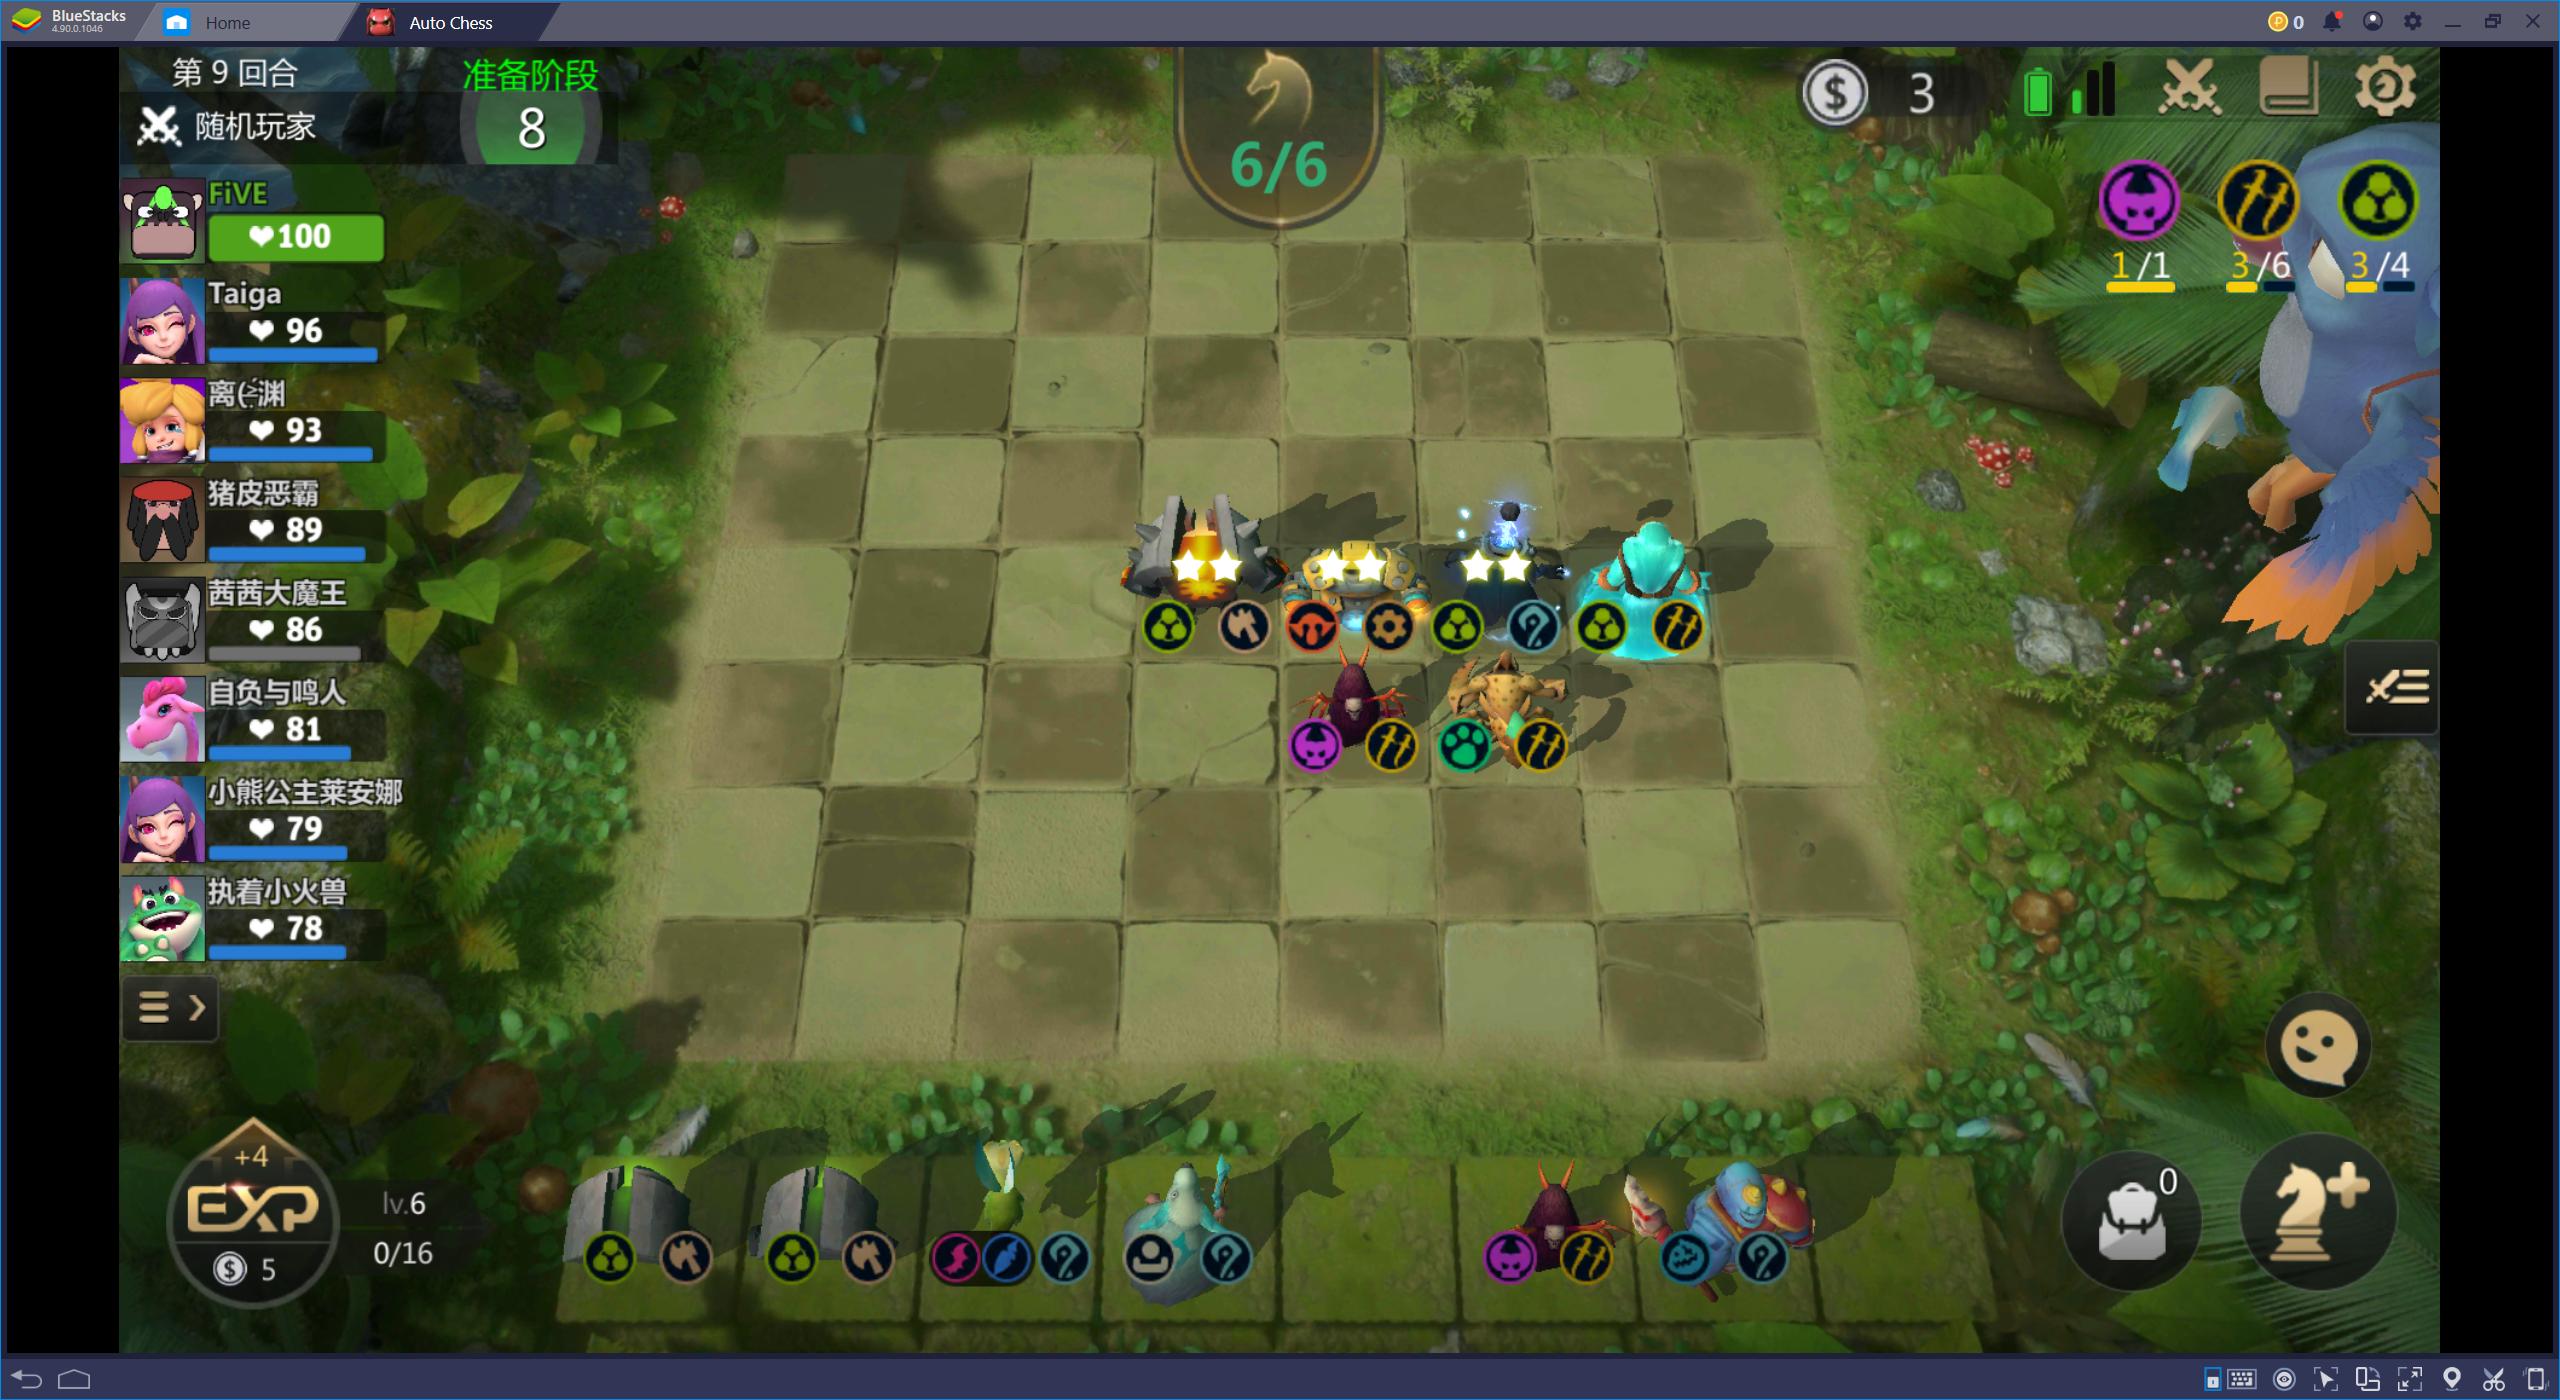 BlueStacks
4.90.0.1046
Home
Auto Chess
0
第 9 回合
准备阶段
随机玩家
8
6/6
3
FiVE
100
Taiga
96
93
猪皮恶霸
89
茜茜大魔王
86
自负与鸣人
81
小熊公主莱安娜
79
执着小火兽
78
1/1
3/6
3/4
+4
EXP
5
lv.6
0/16
0